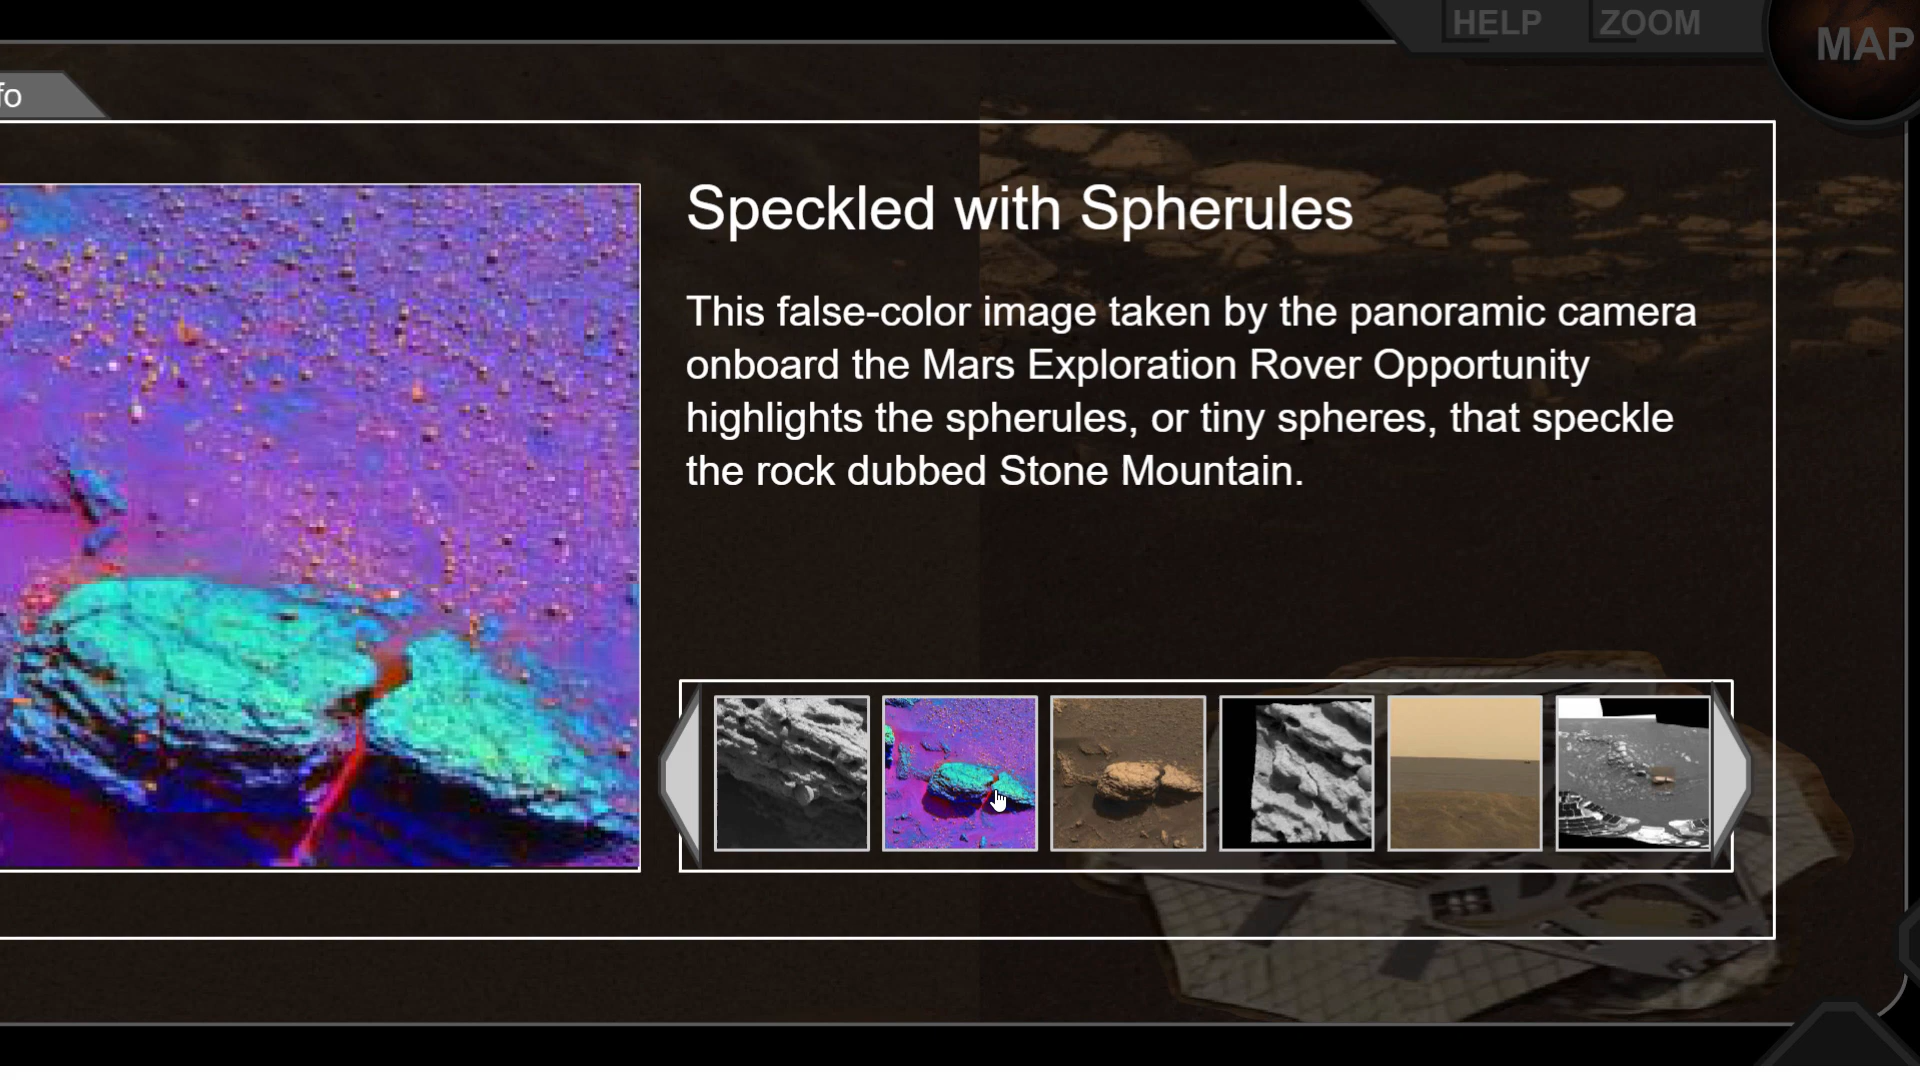 HELP
ZOOM
MAP
fo
Speckled with Spherules
This false-color image taken by the panoramic camera
onboard the Mars Exploration Rover Opportunity
highlights the spherules, or tiny spheres, that speckle
the rock dubbed Stone Mountain.